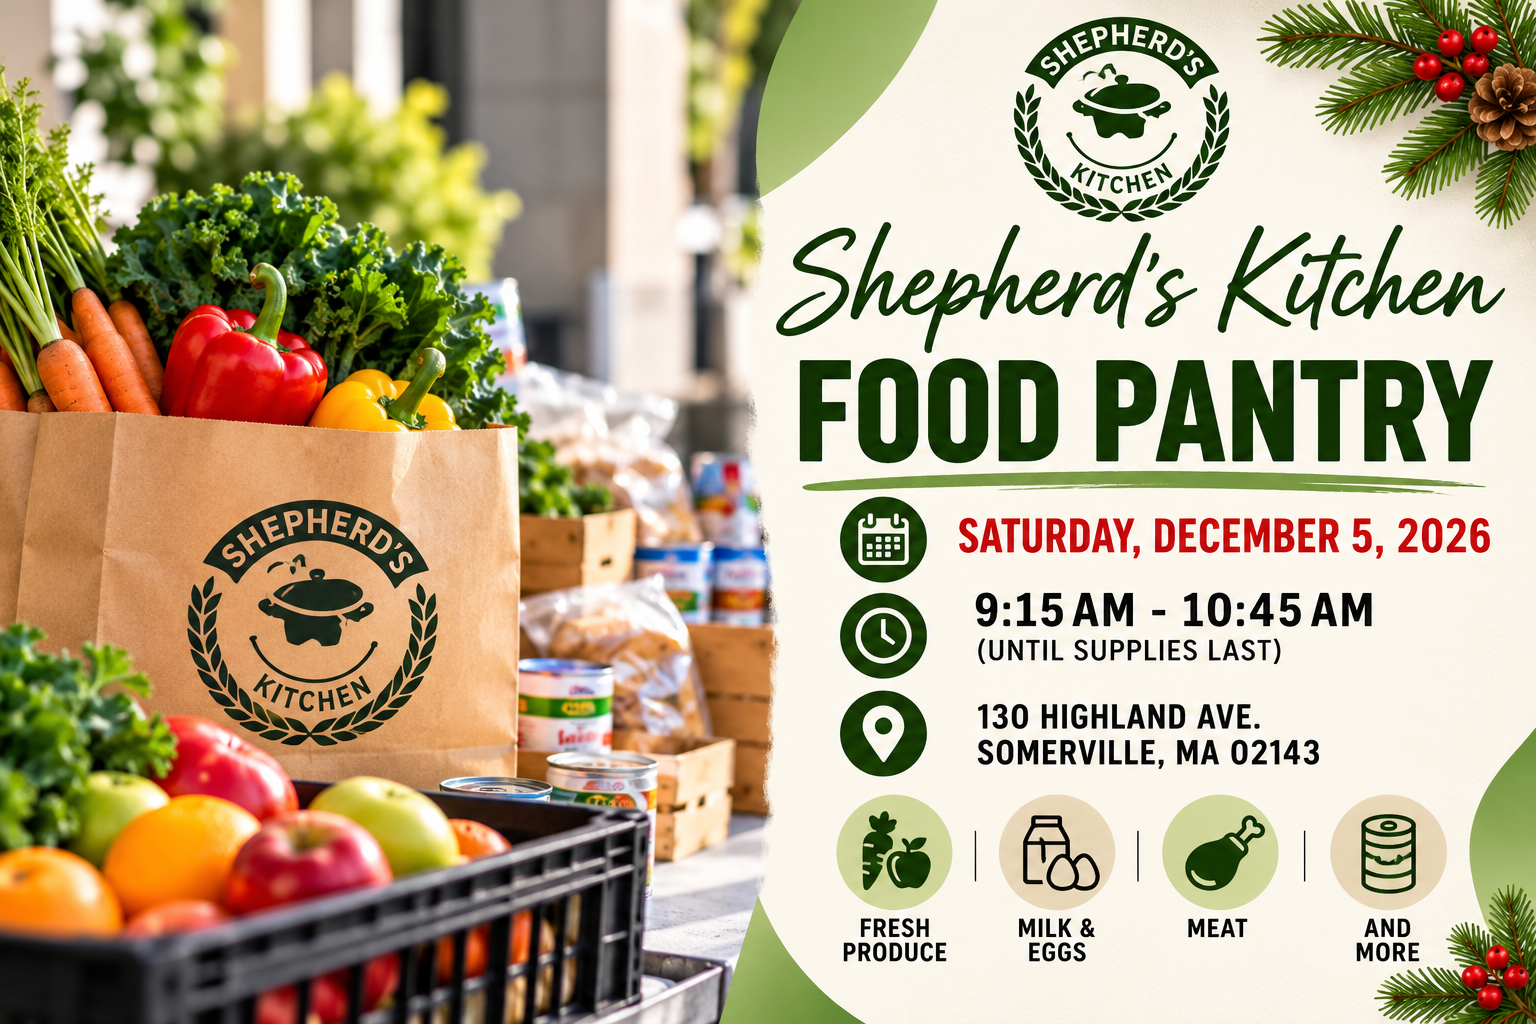 SHEPHERD'S
KITCHEN
Shepherd's Kitchen
FOOD PANTRY
SATURDAY, DECEMBER 5, 2026
9:15 AM - 10:45 AM
(UNTIL SUPPLIES LAST)
130 HIGHLAND AVE.
SOMERVILLE, MA 02143
FRESH
PRODUCE
MILK &
EGGS
MEAT
AND
MORE
SHEPHERD'S
KITCHEN